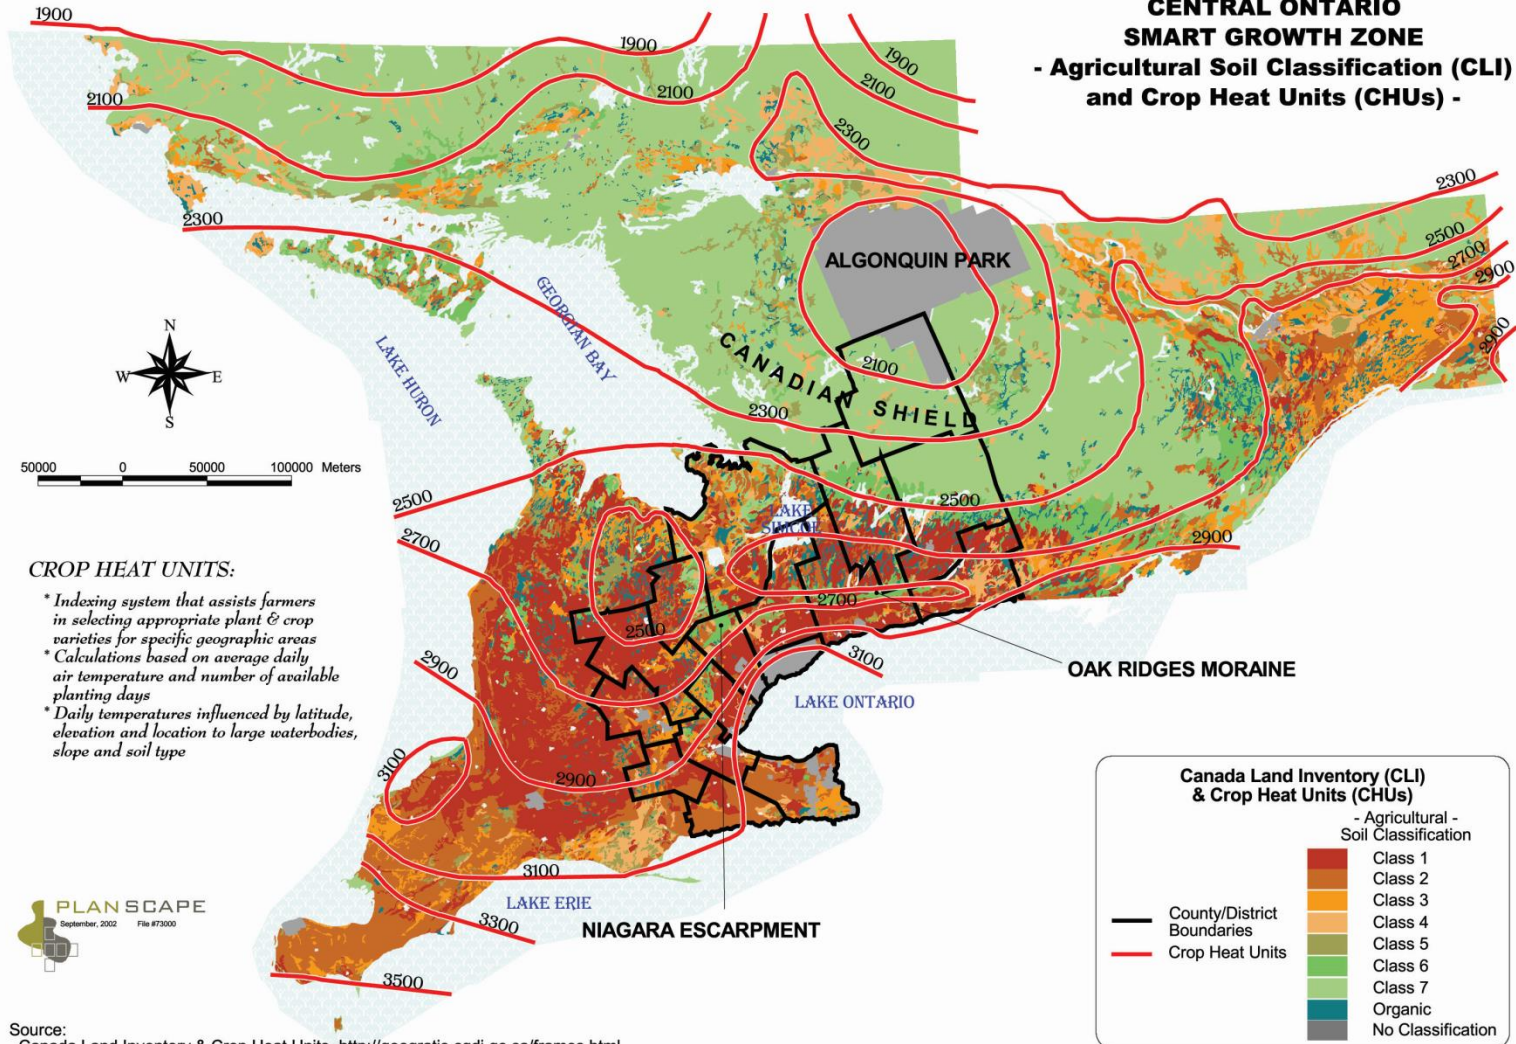 CENTRAL ONTARIO
SMART GROWTH ZONE
- Agricultural Soil Classification (CLI)
and Crop Heat Units (CHUs) -
1900
1900
1900
2100
2100
2100
2300
2300
2300
2500
2700
2900
2900
ALGONQUIN PARK
GEORGIAN BAY
LAKE HURON
N
W
E
S
CANADIAN SHIELD
2100
2300
50000 0 50000 100000 Meters
2500
2500
LAKE
SIMCOE
2700
2900
CROP HEAT UNITS:
* Indexing system that assists farmers
in selecting appropriate plant & crop
varieties for specific geographic areas
* Calculations based on average daily
air temperature and number of available
planting days
* Daily temperatures influenced by latitude,
elevation and location to large waterbodies,
slope and soil type
2700
2500
2900
3100
OAK RIDGES MORAINE
LAKE ONTARIO
3100
2900
3100
LAKE ERIE
3300
NIAGARA ESCARPMENT
3500
PLANSCAPE
September, 2002 File #73000
Canada Land Inventory (CLI)
& Crop Heat Units (CHUs)
- Agricultural -
Soil Classification
Class 1
Class 2
Class 3
Class 4
Class 5
Class 6
Class 7
Organic
No Classification
County/District
Boundaries
Crop Heat Units
Source: